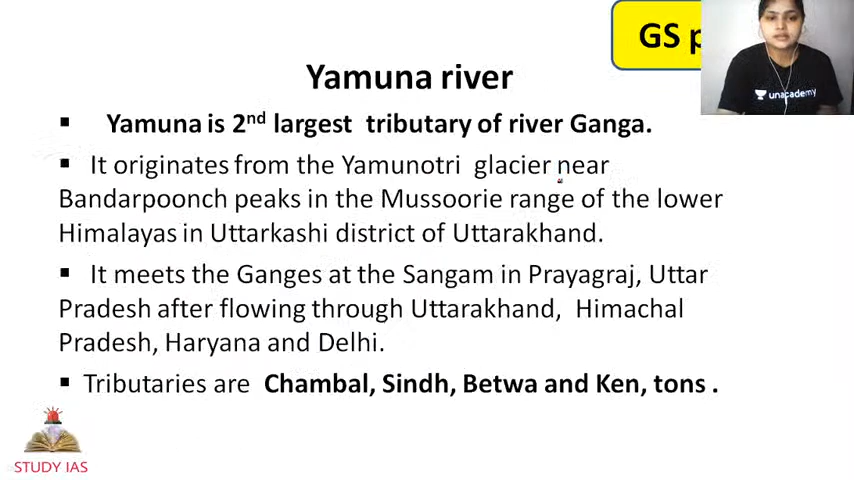 GS p
unacademy
Yamuna river
▪ Yamuna is 2nd largest tributary of river Ganga.
▪ It originates from the Yamunotri glacier near
Bandarpoonch peaks in the Mussoorie range of the lower
Himalayas in Uttarkashi district of Uttarakhand.
▪ It meets the Ganges at the Sangam in Prayagraj, Uttar
Pradesh after flowing through Uttarakhand, Himachal
Pradesh, Haryana and Delhi.
▪ Tributaries are Chambal, Sindh, Betwa and Ken, tons .
STUDY IAS